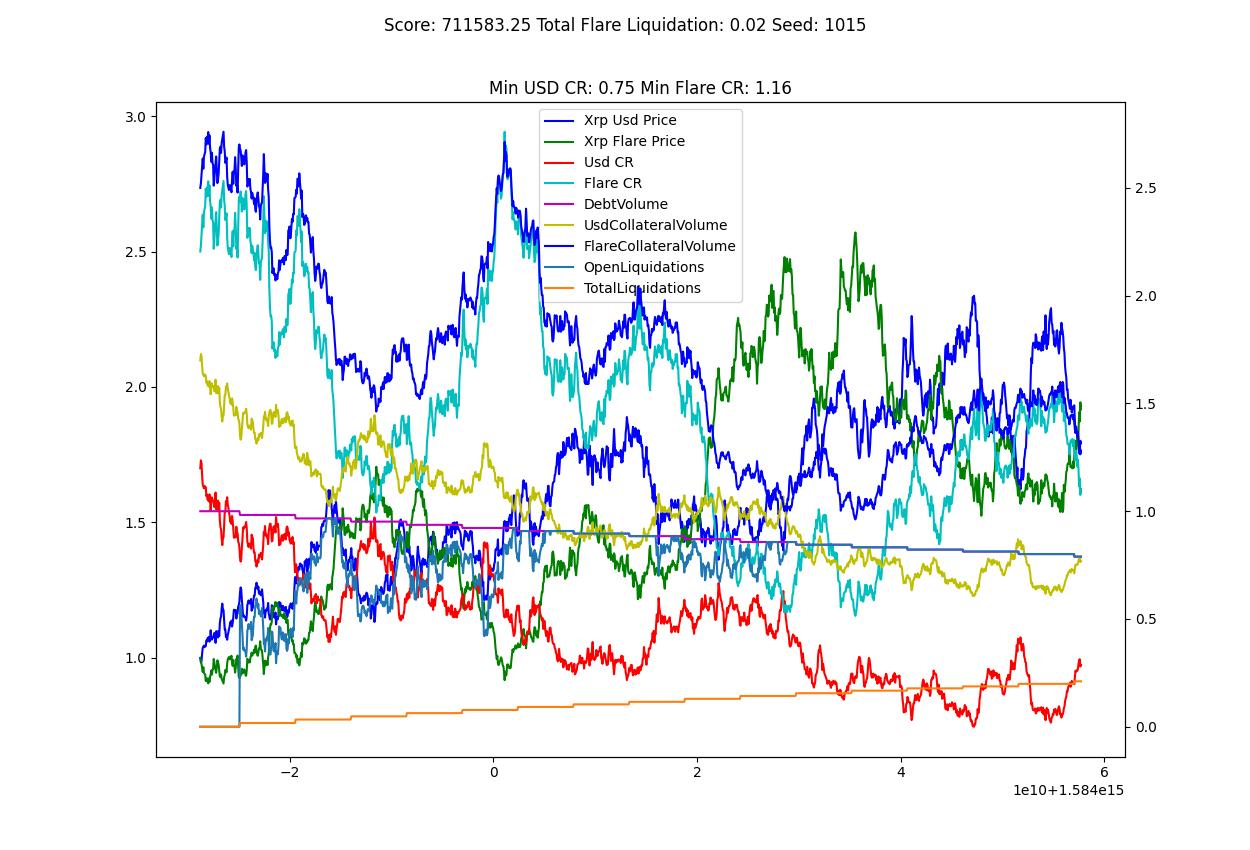 Score: 711583.25 Total Flare Liquidation: 0.02 Seed: 1015
Min USD CR: 0.75 Min Flare CR: 1.16
3.0
2.5
2.0
1.5
1.0
Xrp Usd Price
Xrp Flare Price
Usd CR
Flare CR
DebtVolume
UsdCollateralVolume
FlareCollateralVolume
OpenLiquidations
TotalLiquidations
2.5
2.0
1.5
1.0
0.5
0.0
−2 0 2 4 6
1e10+1.584e15